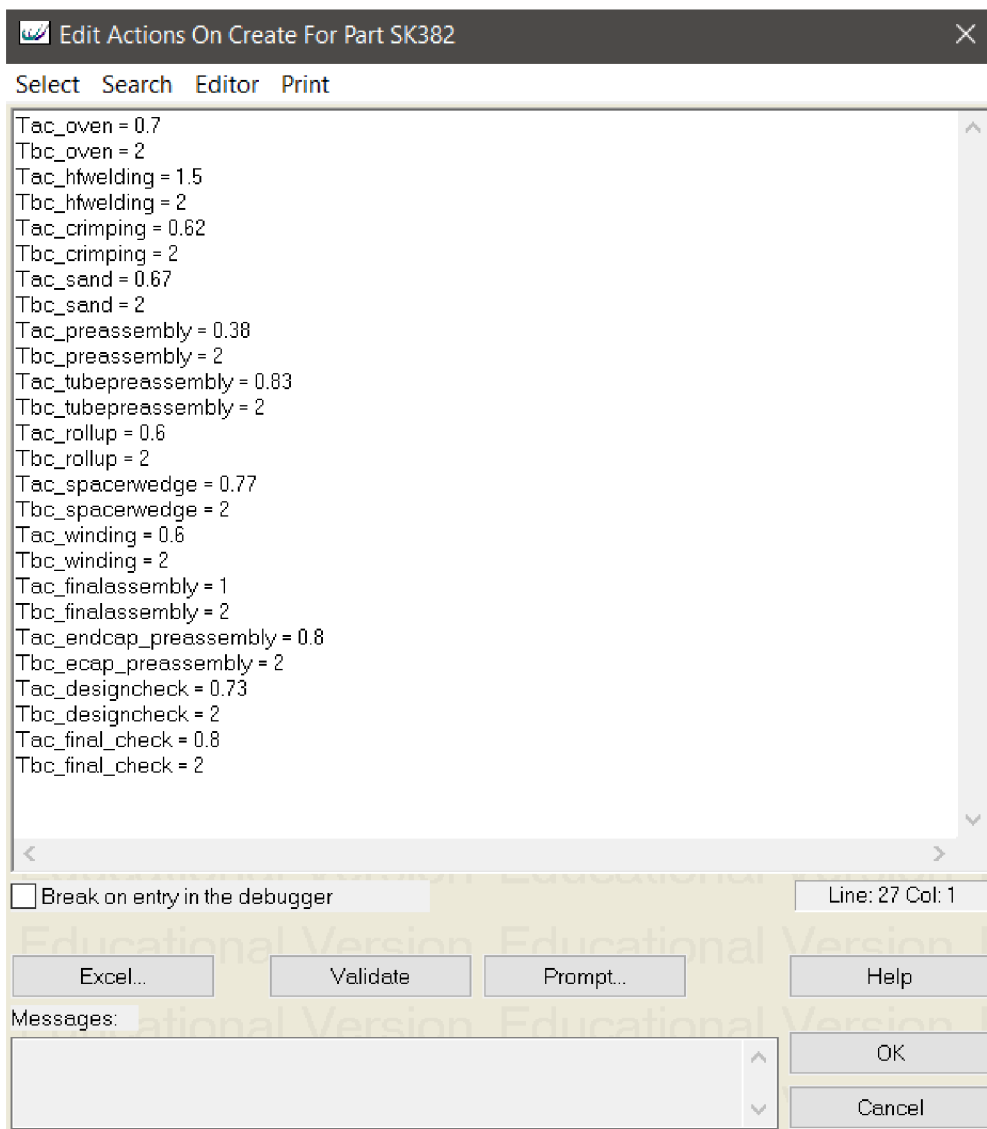 Edit Actions On Create For Part SK382
Select Search Editor Print
Tac_oven = 0.7
Tbc_oven = 2
Tac_hfwelding = 1.5
Tbc_hfwelding = 2
Tac_crimping = 0.62
Tbc_crimping = 2
Tac_sand = 0.67
Tbc_sand = 2
Tac_preassembly = 0.38
Tbc_preassembly = 2
Tac_tubepreassembly = 0.83
Tbc_tubepreassembly = 2
Tac_rollup = 0.6
Tbc_rollup = 2
Tac_spacerwedge = 0.77
Tbc_spacerwedge = 2
Tac_winding = 0.6
Tbc_winding = 2
Tac_finalassembly = 1
Tbc_finalassembly = 2
Tac_endcap_preassembly = 0.8
Tbc_ecap_preassembly = 2
Tac_designcheck = 0.73
Tbc_designcheck = 2
Tac_final_check = 0.8
Tbc_final_check = 2
Break on entry in the debugger
Line: 27 Col: 1
Educational Version Educational Version
Excel... Validate Prompt... Help
Messages:
OK
Cancel